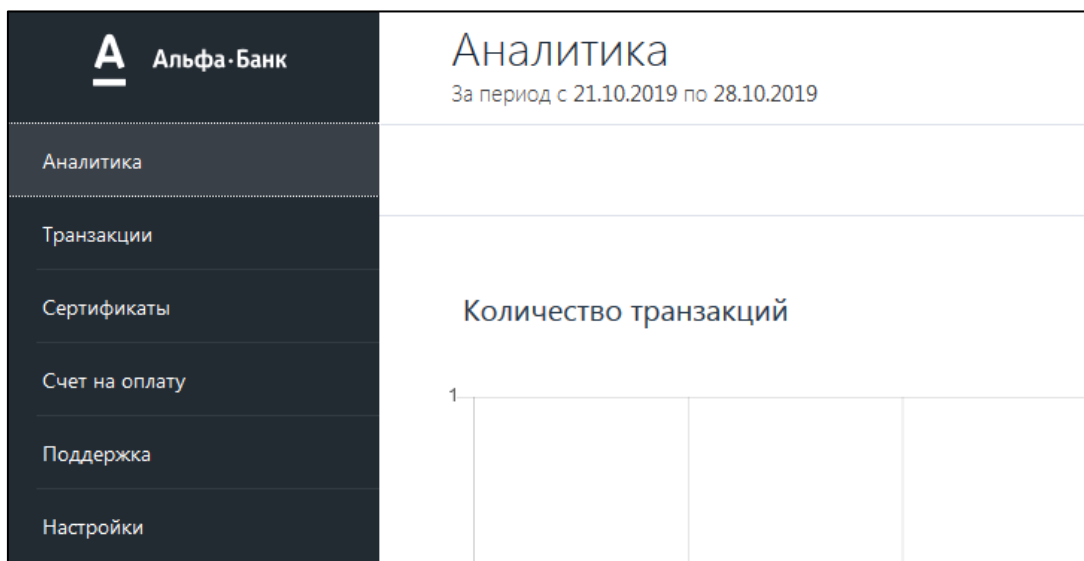 А Альфа·Банк
Аналитика
Транзакции
Сертификаты
Счет на оплату
Поддержка
Настройки
Аналитика
За период с 21.10.2019 по 28.10.2019
Количество транзакций
1